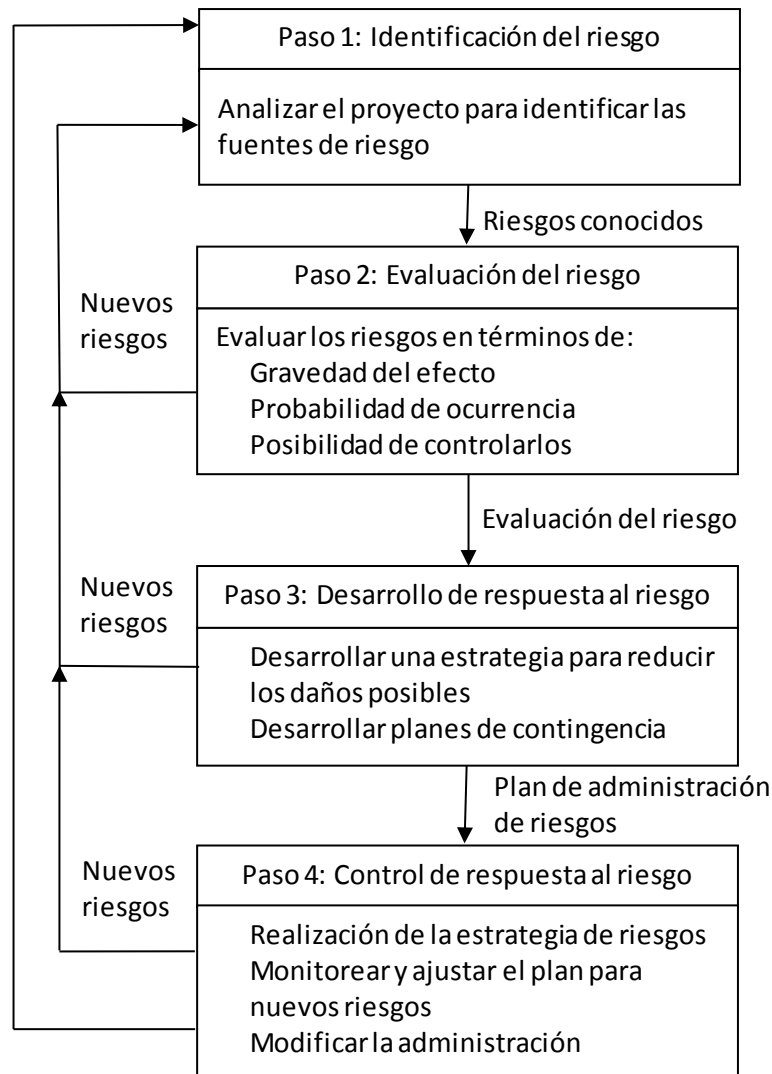 Paso 1: Identificación del riesgo
Analizar el proyecto para identificar las
fuentes de riesgo
Riesgos conocidos
Paso 2: Evaluación del riesgo
Nuevos
riesgos
Evaluar los riesgos en términos de:
Gravedad del efecto
Probabilidad de ocurrencia
Posibilidad de controlarlos
Evaluación del riesgo
Nuevos
riesgos
Paso 3: Desarrollo de respuesta al riesgo
Desarrollar una estrategia para reducir
los daños posibles
Desarrollar planes de contingencia
Plan de administración
de riesgos
Nuevos
riesgos
Paso 4: Control de respuesta al riesgo
Realización de la estrategia de riesgos
Monitorear y ajustar el plan para
nuevos riesgos
Modificar la administración